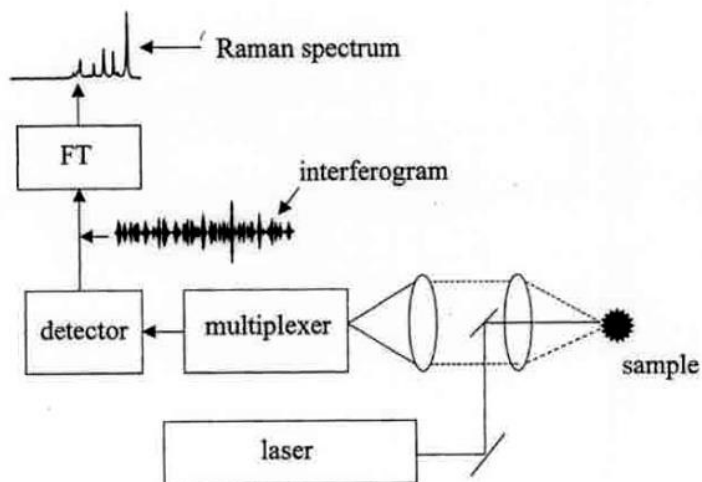 Raman spectrum
FT
interferogram
detector
multiplexer
sample
laser